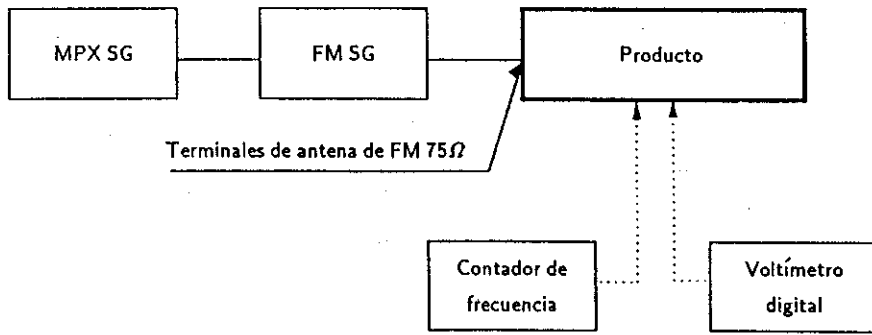 MPX SG
FM SG
Producto
Terminales de antena de FM 75Ω
Contador de
frecuencia
Voltímetro
digital